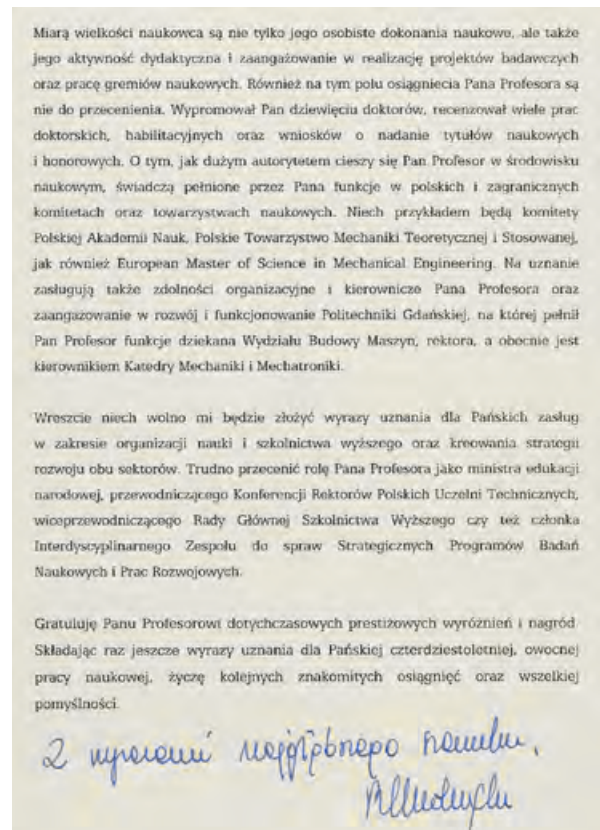 Miarą wielkości naukowca są nie tylko jego osobiste dokonania naukowe, ale także
jego aktywność dydaktyczna i zaangażowanie w realizację projektów badawczych
oraz pracę gremiów naukowych. Również na tym polu osiągnięcia Pana Profesora są
nie do przecenienia. Wypromował Pan dziewięciu doktorów, recenzował wiele prac
doktorskich, habilitacyjnych oraz wniosków o nadanie tytułów naukowych
i honorowych. O tym, jak dużym autorytetem cieszy się Pan Profesor w środowisku
naukowym, świadczą pełnione przez Pana funkcje w polskich i zagranicznych
komitetach oraz towarzystwach naukowych. Niech przykładem będą komitety
Polskiej Akademii Nauk, Polskie Towarzystwo Mechaniki Teoretycznej i Stosowanej,
jak również European Master of Science in Mechanical Engineering. Na uznanie
zasługują także zdolności organizacyjne i kierownicze Pana Profesora oraz
zaangażowanie w rozwój i funkcjonowanie Politechniki Gdańskiej, na której pełnił
Pan Profesor funkcje dziekana Wydziału Budowy Maszyn, rektora, a obecnie jest
kierownikiem Katedry Mechaniki i Mechatroniki.
Wreszcie niech wolno mi będzie złożyć wyrazy uznania dla Pańskich zasług
w zakresie organizacji nauki i szkolnictwa wyższego oraz kreowania strategii
rozwoju obu sektorów. Trudno przecenić rolę Pana Profesora jako ministra edukacji
narodowej, przewodniczącego Konferencji Rektorów Polskich Uczelni Technicznych,
wiceprzewodniczącego Rady Głównej Szkolnictwa Wyższego czy też członka
Interdyscyplinarnego Zespołu do spraw Strategicznych Programów Badań
Naukowych i Prac Rozwojowych.
Gratuluję Panu Profesorowi dotychczasowych prestiżowych wyróżnień i nagród
Składając raz jeszcze wyrazy uznania dla Pańskiej czterdziestoletniej, owocnej
pracy naukowej, życzę kolejnych znakomitych osiągnięć oraz wszelkiej
pomyślności.
Z wyrazami najgłębszego szacunku,